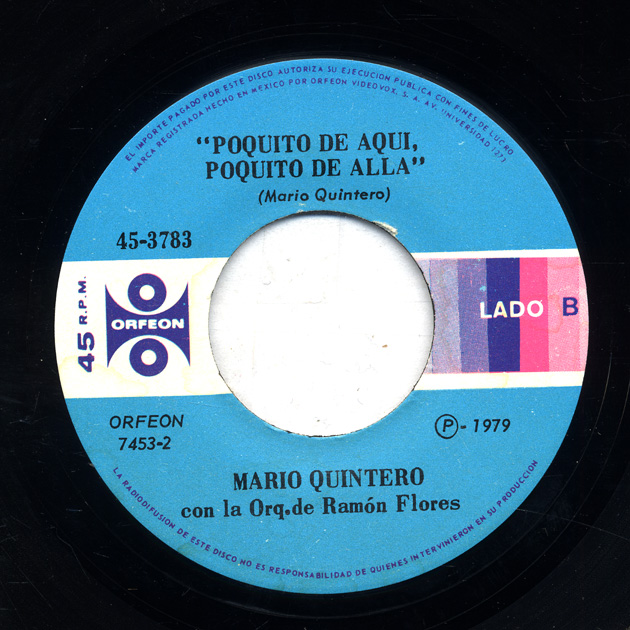 EL IMPORTE PAGADO POR ESTE DISCO AUTORIZA SU EJECUCION PUBLICA CON FINES DE LUCRO
MARCA REGISTRADA HECHO EN MEXICO POR ORFEON VIDEOVOX, S. A. AV. UNIVERSIDAD 1273
"POQUITO DE AQUI,
POQUITO DE ALLA"
(Mario Quintero)
45-3783
45 R.P.M.
ORFEON
LADO B
ORFEON
7453-2
Ⓟ- 1979
MARIO QUINTERO
con la Orq.de Ramón Flores
LA RADIODIFUSION DE ESTE DISCO NO ES RESPONSABILIDAD DE QUIENES INTERVINIERON EN SU PRODUCCION